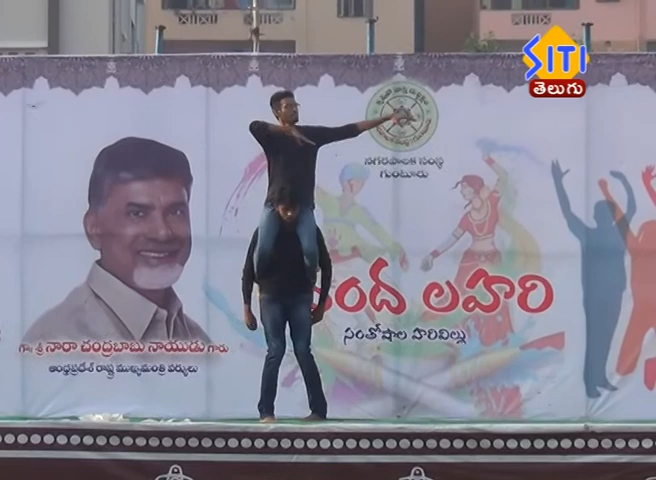 SITI
తెలుగు
నగరపాలక సంస్థ
గుంటూరు
ంద లహరి
సంతోషాల హరివిల్లు
గౌ| శ్రీ నారా చంద్రబాబు నాయుడు గారు
ఆంధ్రప్రదేశ్ రాష్ట్ర ముఖ్యమంత్రి వర్యులు